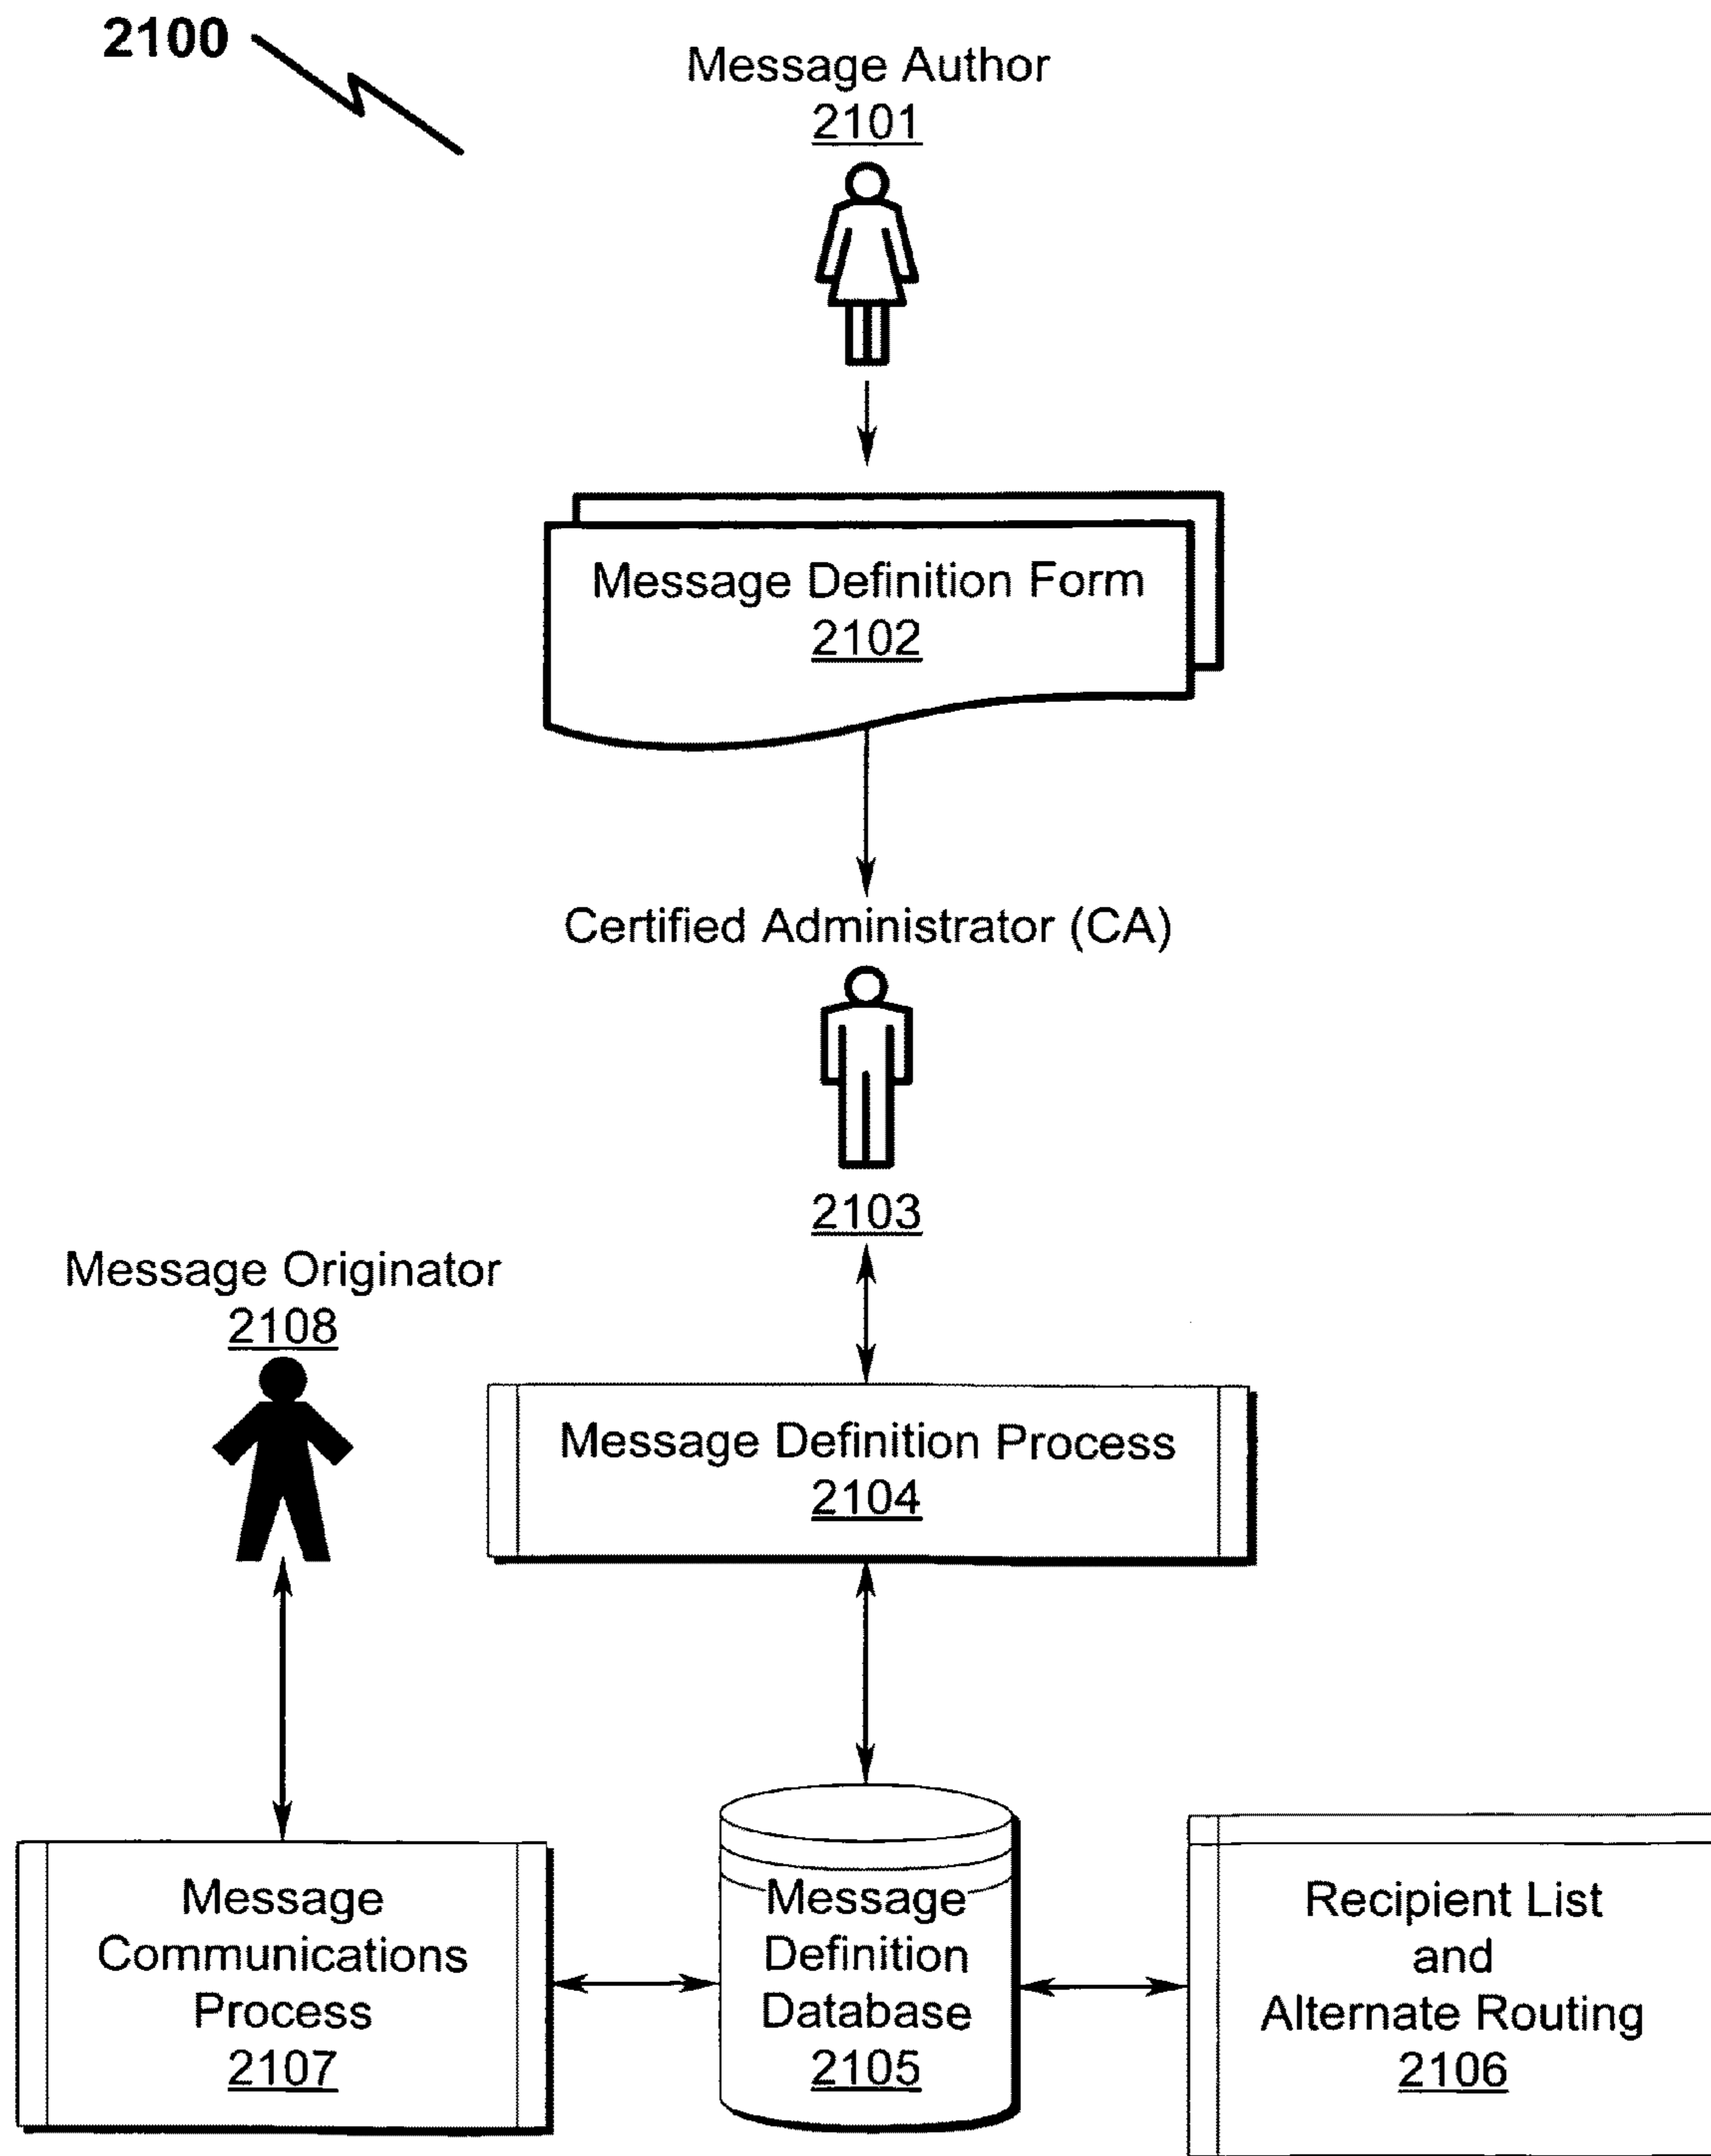 2100
Message Author
2101
Message Definition Form
2102
Certified Administrator (CA)
2103
Message Originator
2108
Message Definition Process
2104
Message
Communications
Process
2107
Message
Definition
Database
2105
Recipient List
and
Alternate Routing
2106